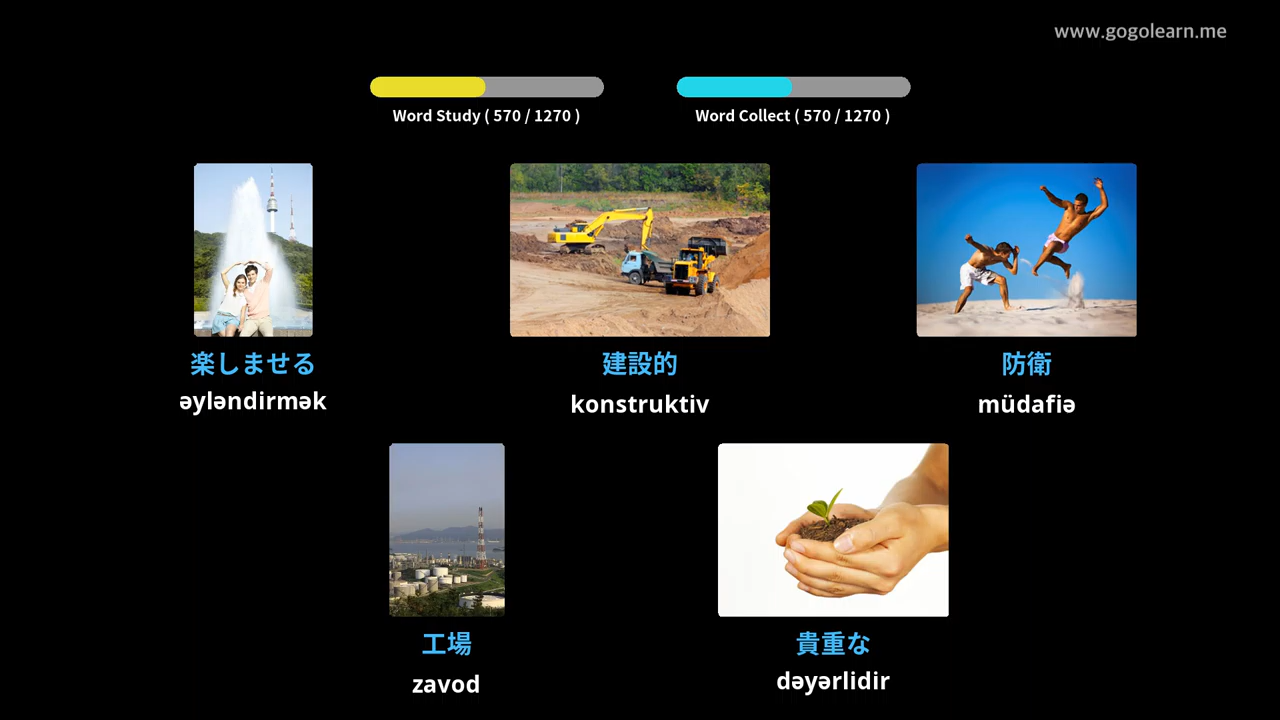 www.gogolearn.me
Word Study ( 570 / 1270 )
Word Collect ( 570 / 1270 )
楽しませる
əyləndirmək
建設的
konstruktiv
防衛
müdafiə
工場
zavod
貴重な
dəyərlidir